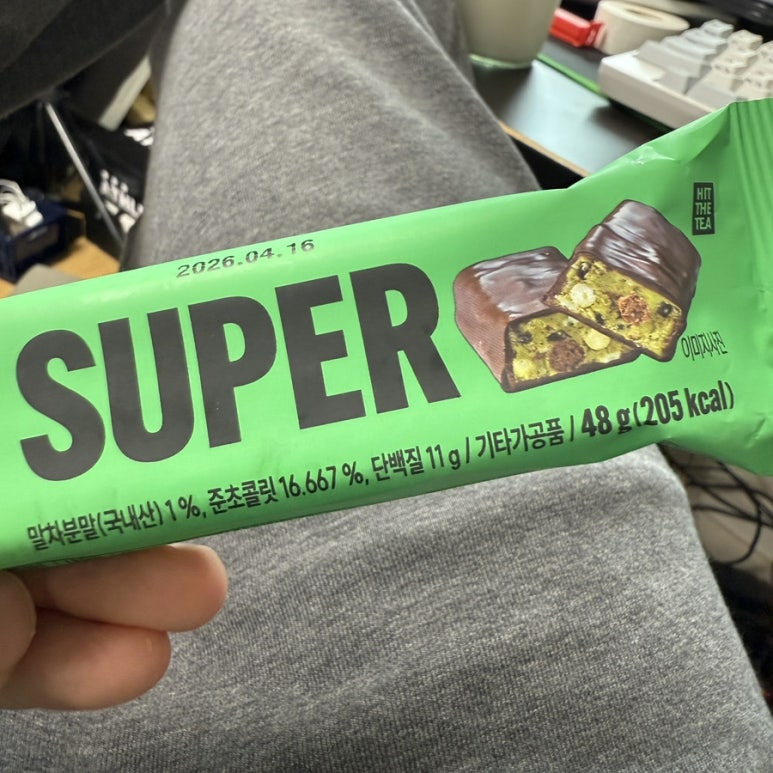 HIT
THE
TEA
2026.04.16
SUPER
이미지사진
말차분말(국내산) 1 %, 준초콜릿 16.667 %, 단백질 11 g / 기타가공품 / 48 g(205 kcal)